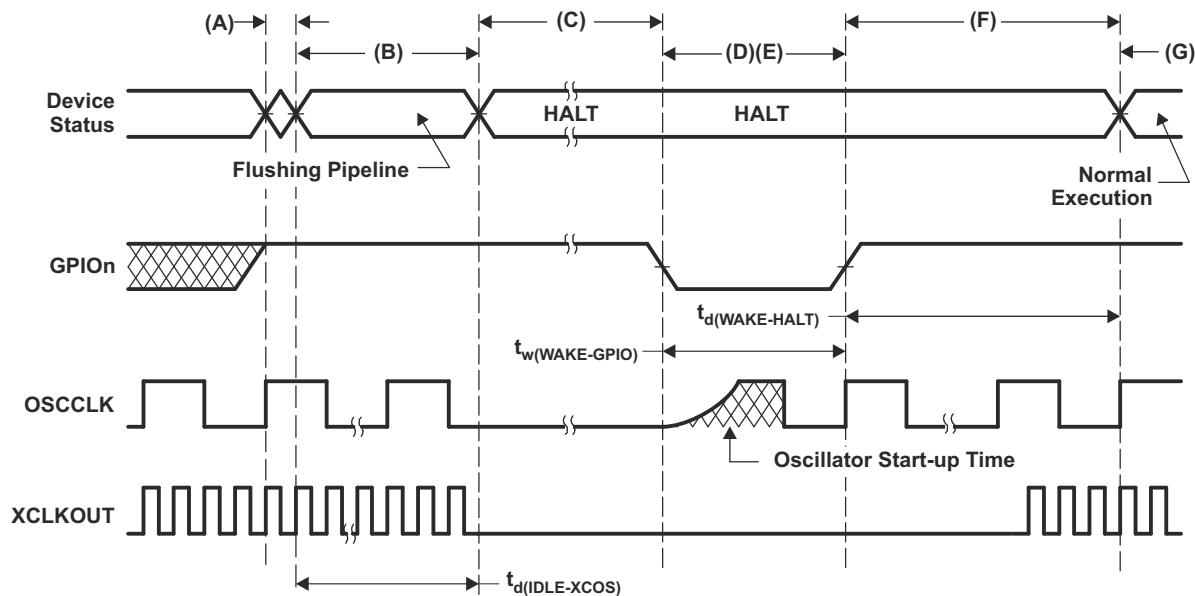 (A)
(B)
(C)
(D)(E)
(F)
(G)
Device
Status
HALT
HALT
Flushing Pipeline
Normal
Execution
GPIOn
td(WAKE-HALT)
tw(WAKE-GPIO)
OSCCLK
Oscillator Start-up Time
XCLKOUT
td(IDLE-XCOS)